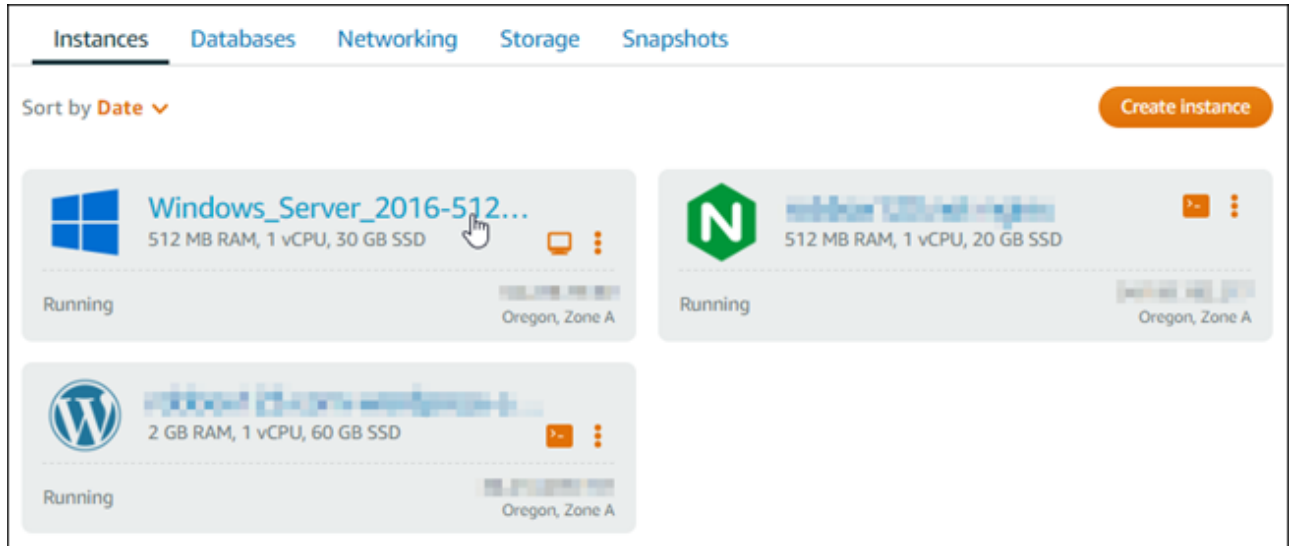 Instances Databases Networking Storage Snapshots
Sort by Date
Create instance
Windows_Server_2016-512...
512 MB RAM, 1 vCPU, 30 GB SSD
Running
Oregon, Zone A
N
512 MB RAM, 1 vCPU, 20 GB SSD
Running
Oregon, Zone A
W
2 GB RAM, 1 vCPU, 60 GB SSD
Running
Oregon, Zone A